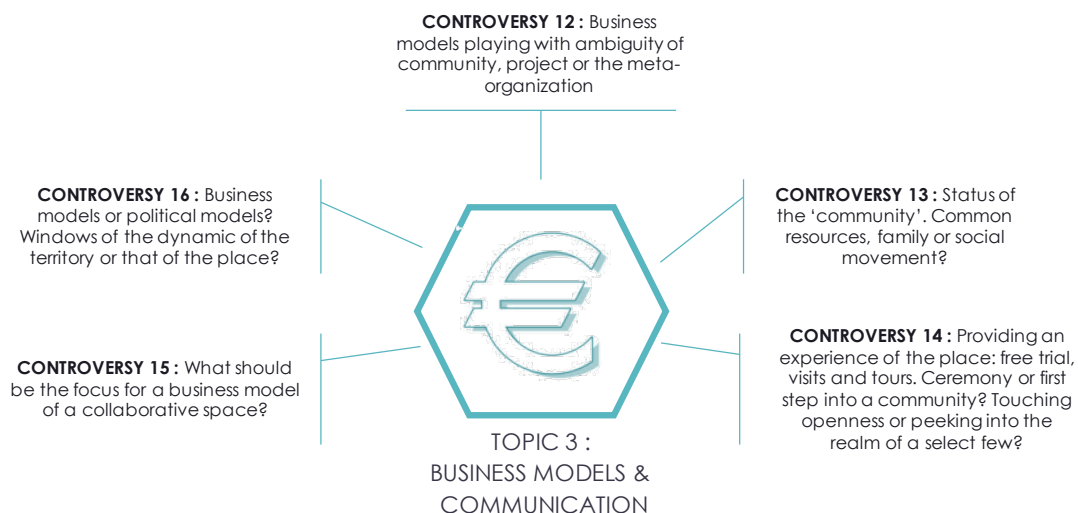 CONTROVERSY 12 : Business
models playing with ambiguity of
community, project or the meta-
organization
CONTROVERSY 16 : Business
models or political models?
Windows of the dynamic of the
territory or that of the place?
CONTROVERSY 13 : Status of
the ‘community’. Common
resources, family or social
movement?
€
CONTROVERSY 15 : What should
be the focus for a business model
of a collaborative space?
CONTROVERSY 14 : Providing an
experience of the place: free trial,
visits and tours. Ceremony or first
step into a community? Touching
openness or peeking into the
realm of a select few?
TOPIC 3 :
BUSINESS MODELS &
COMMUNICATION